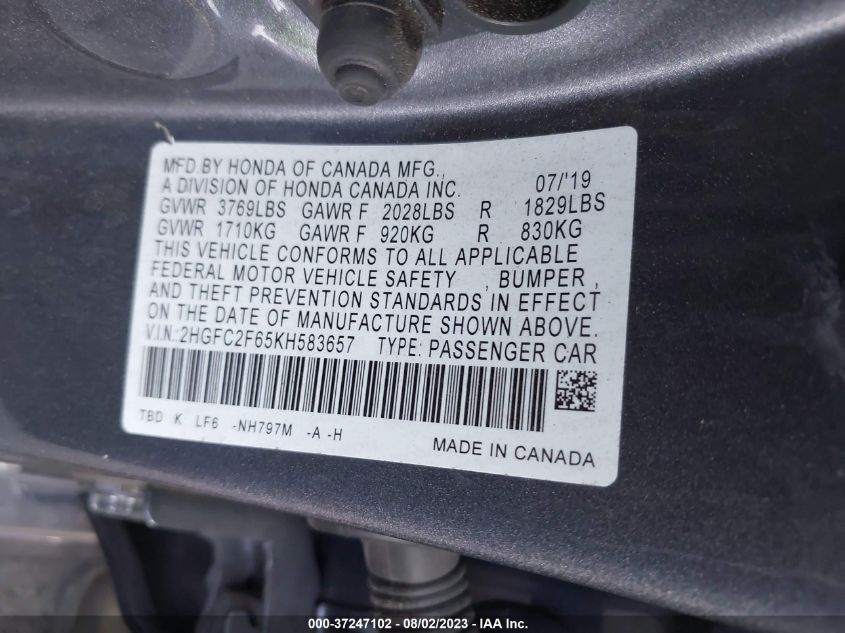 MFD.BY HONDA OF CANADA MFG.,
A DIVISION OF HONDA CANADA INC. 07/'19
GVWR 3769LBS GAWR F 2028LBS R 1829LBS
GVWR 1710KG GAWR F 920KG R 830KG
THIS VEHICLE CONFORMS TO ALL APPLICABLE
FEDERAL MOTOR VEHICLE SAFETY , BUMPER ,
AND THEFT PREVENTION STANDARDS IN EFFECT
ON THE DATE OF MANUFACTURE SHOWN ABOVE.
V.I.N.:2HGFC2F65KH583657 TYPE: PASSENGER CAR
TBD K LF6 -NH797M -A -H
MADE IN CANADA
000-37247102 - 08/02/2023 - IAA Inc.